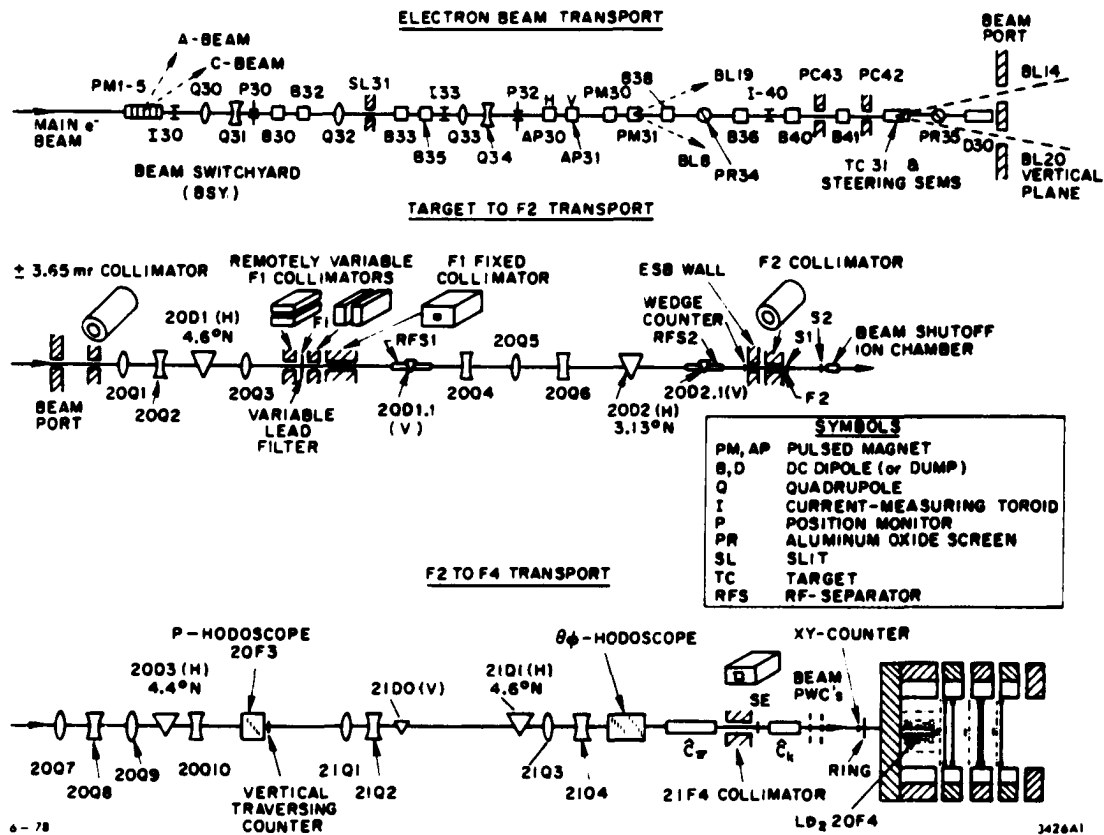 ELECTRON BEAM TRANSPORT
A-BEAM
C-BEAM
BEAM
PORT
PM1-5
Q30
P30
B32
SL31
I33
P32
H
V
PM30
B38
BL19
I-40
PC43
PC42
BL14
MAIN e-
BEAM
I30
Q31
B30
Q32
B33
B35
Q33
Q34
AP30
AP31
PM31
BL8
PR34
B36
B40
B41
TC 31 &
STEERING SEMS
PR35
D30
BL20
VERTICAL
PLANE
BEAM SWITCHYARD
(BSY)
TARGET TO F2 TRANSPORT
± 3.65 mr COLLIMATOR
REMOTELY VARIABLE
F1 COLLIMATORS
F1 FIXED
COLLIMATOR
ESB WALL
F2 COLLIMATOR
20D1 (H)
4.6°N
F1
RFS1
20Q5
WEDGE
COUNTER
RFS2
S1
S2
BEAM SHUTOFF
ION CHAMBER
BEAM
PORT
20Q1
20Q2
20Q3
VARIABLE
LEAD
FILTER
20D1.1
(V)
20Q4
20Q6
20D2 (H)
3.13°N
20D2.1(V)
F2
SYMBOLS
PM, AP PULSED MAGNET
B,D DC DIPOLE (or DUMP)
Q QUADRUPOLE
I CURRENT-MEASURING TOROID
P POSITION MONITOR
PR ALUMINUM OXIDE SCREEN
SL SLIT
TC TARGET
RFS RF-SEPARATOR
F2 TO F4 TRANSPORT
P-HODOSCOPE
20F3
θφ-HODOSCOPE
XY-COUNTER
20D3 (H)
4.4°N
21D0 (V)
21D1 (H)
4.6°N
SE
BEAM
PWC's
20Q7
20Q8
20Q9
20Q10
VERTICAL
TRAVERSING
COUNTER
21Q1
21Q2
21Q3
21Q4
Ĉπ
21F4 COLLIMATOR
Ĉk
RING
LD2 20F4
6-78
3426A1